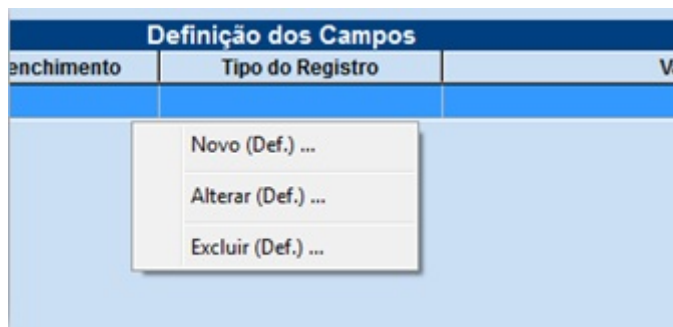 Definição dos Campos
enchimento Tipo do Registro V
Novo (Def.) ...
Alterar (Def.) ...
Excluir (Def.) ...